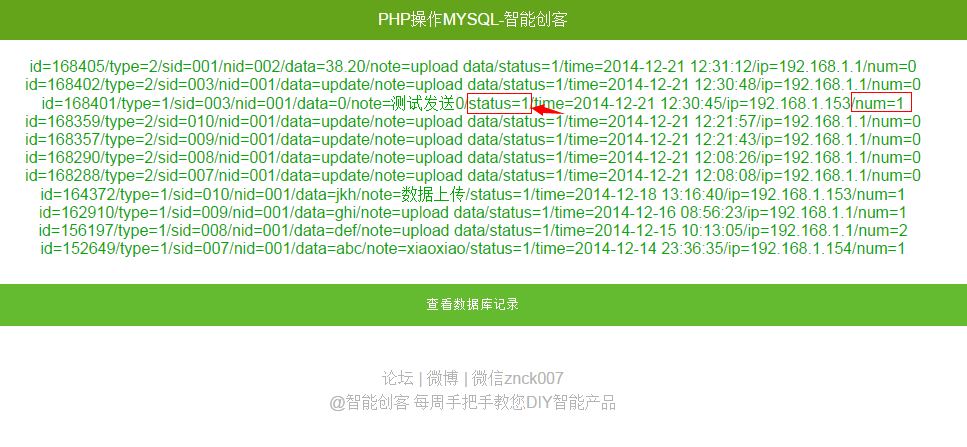 PHP操作MYSQL-智能创客
id=168405/type=2/sid=001/nid=002/data=38.20/note=upload data/status=1/time=2014-12-21 12:31:12/ip=192.168.1.1/num=0
id=168402/type=2/sid=003/nid=001/data=update/note=upload data/status=1/time=2014-12-21 12:30:48/ip=192.168.1.1/num=0
id=168401/type=1/sid=003/nid=001/data=0/note=测试发送0/status=1/time=2014-12-21 12:30:45/ip=192.168.1.153/num=1
id=168359/type=2/sid=010/nid=001/data=update/note=upload data/status=1/time=2014-12-21 12:21:57/ip=192.168.1.1/num=0
id=168357/type=2/sid=009/nid=001/data=update/note=upload data/status=1/time=2014-12-21 12:21:43/ip=192.168.1.1/num=0
id=168290/type=2/sid=008/nid=001/data=update/note=upload data/status=1/time=2014-12-21 12:08:26/ip=192.168.1.1/num=0
id=168288/type=2/sid=007/nid=001/data=update/note=upload data/status=1/time=2014-12-21 12:08:08/ip=192.168.1.1/num=0
id=164372/type=1/sid=010/nid=001/data=jkh/note=数据上传/status=1/time=2014-12-18 13:16:40/ip=192.168.1.153/num=1
id=162910/type=1/sid=009/nid=001/data=ghi/note=upload data/status=1/time=2014-12-16 08:56:23/ip=192.168.1.1/num=1
id=156197/type=1/sid=008/nid=001/data=def/note=upload data/status=1/time=2014-12-15 10:13:05/ip=192.168.1.1/num=2
id=152649/type=1/sid=007/nid=001/data=abc/note=xiaoxiao/status=1/time=2014-12-14 23:36:35/ip=192.168.1.154/num=1
查看数据库记录
论坛 | 微博 | 微信znck007
@智能创客 每周手把手教您DIY智能产品